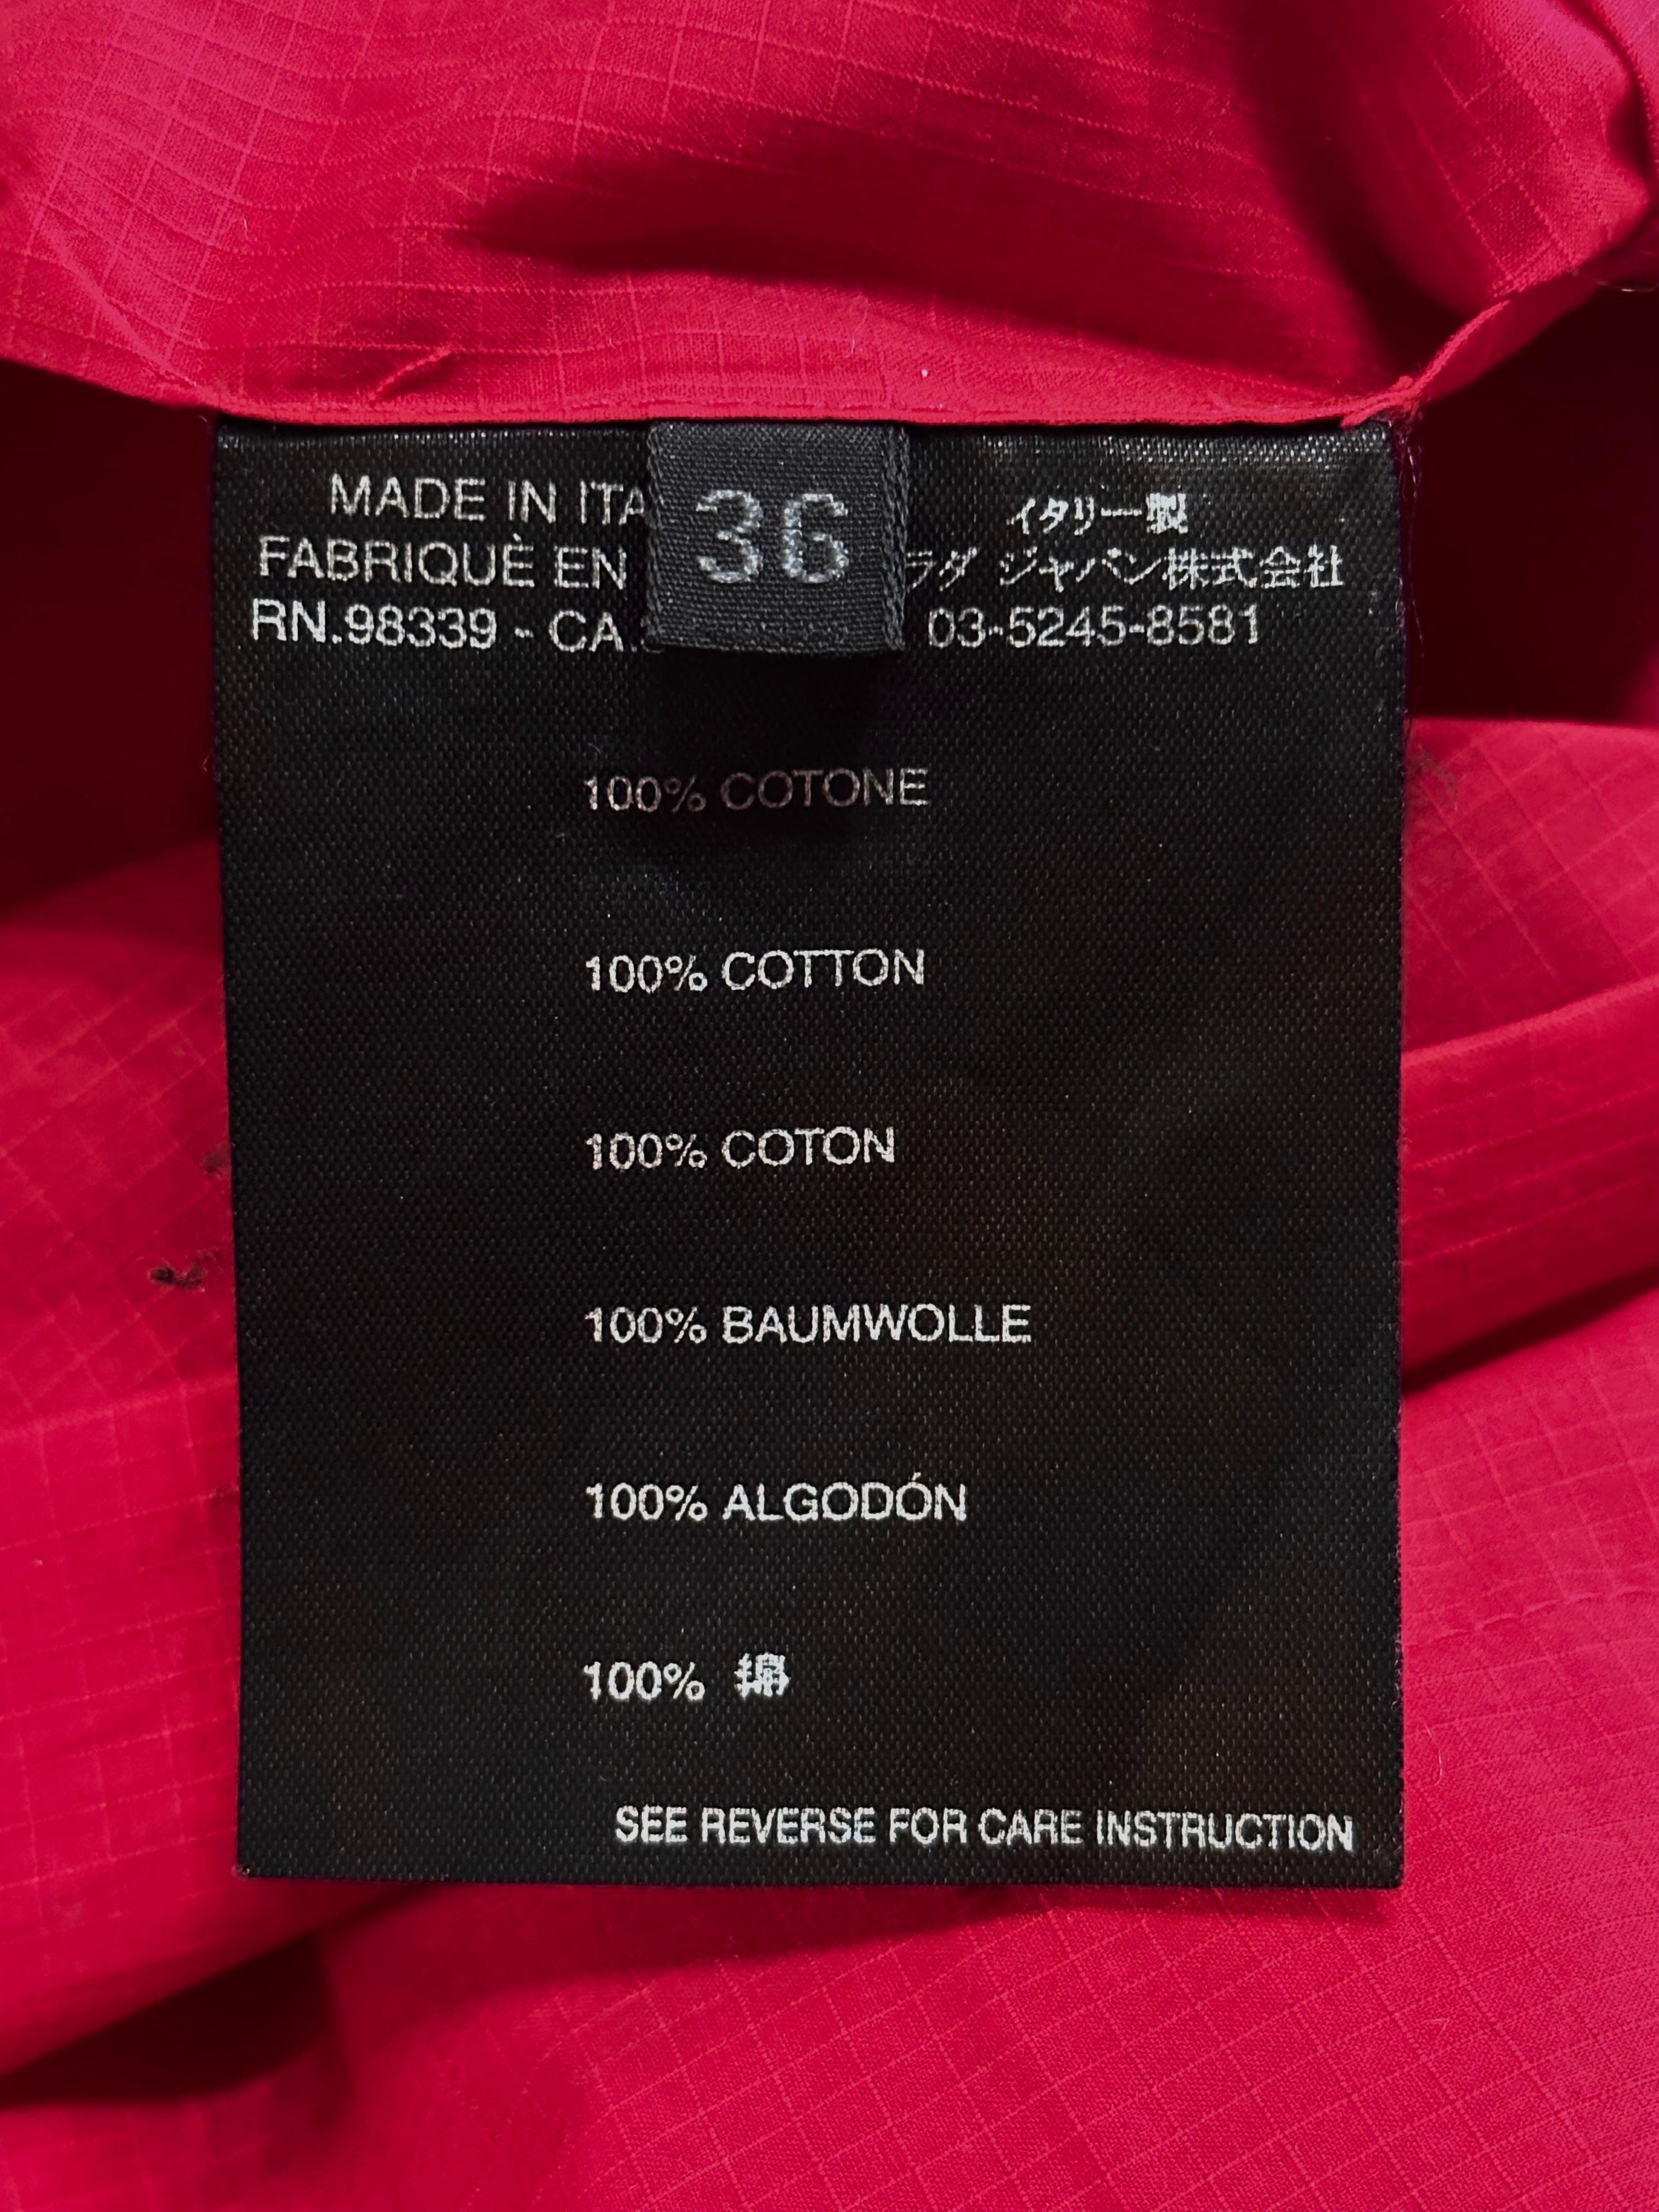 36
MADE IN ITA
FABRIQUÈ EN
RN.98339 - CA.
イタリー製
ラダ ジャパン株式会社
03-5245-8581
100% COTONE
100% COTTON
100% COTON
100% BAUMWOLLE
100% ALGODÓN
100% 綿
SEE REVERSE FOR CARE INSTRUCTION